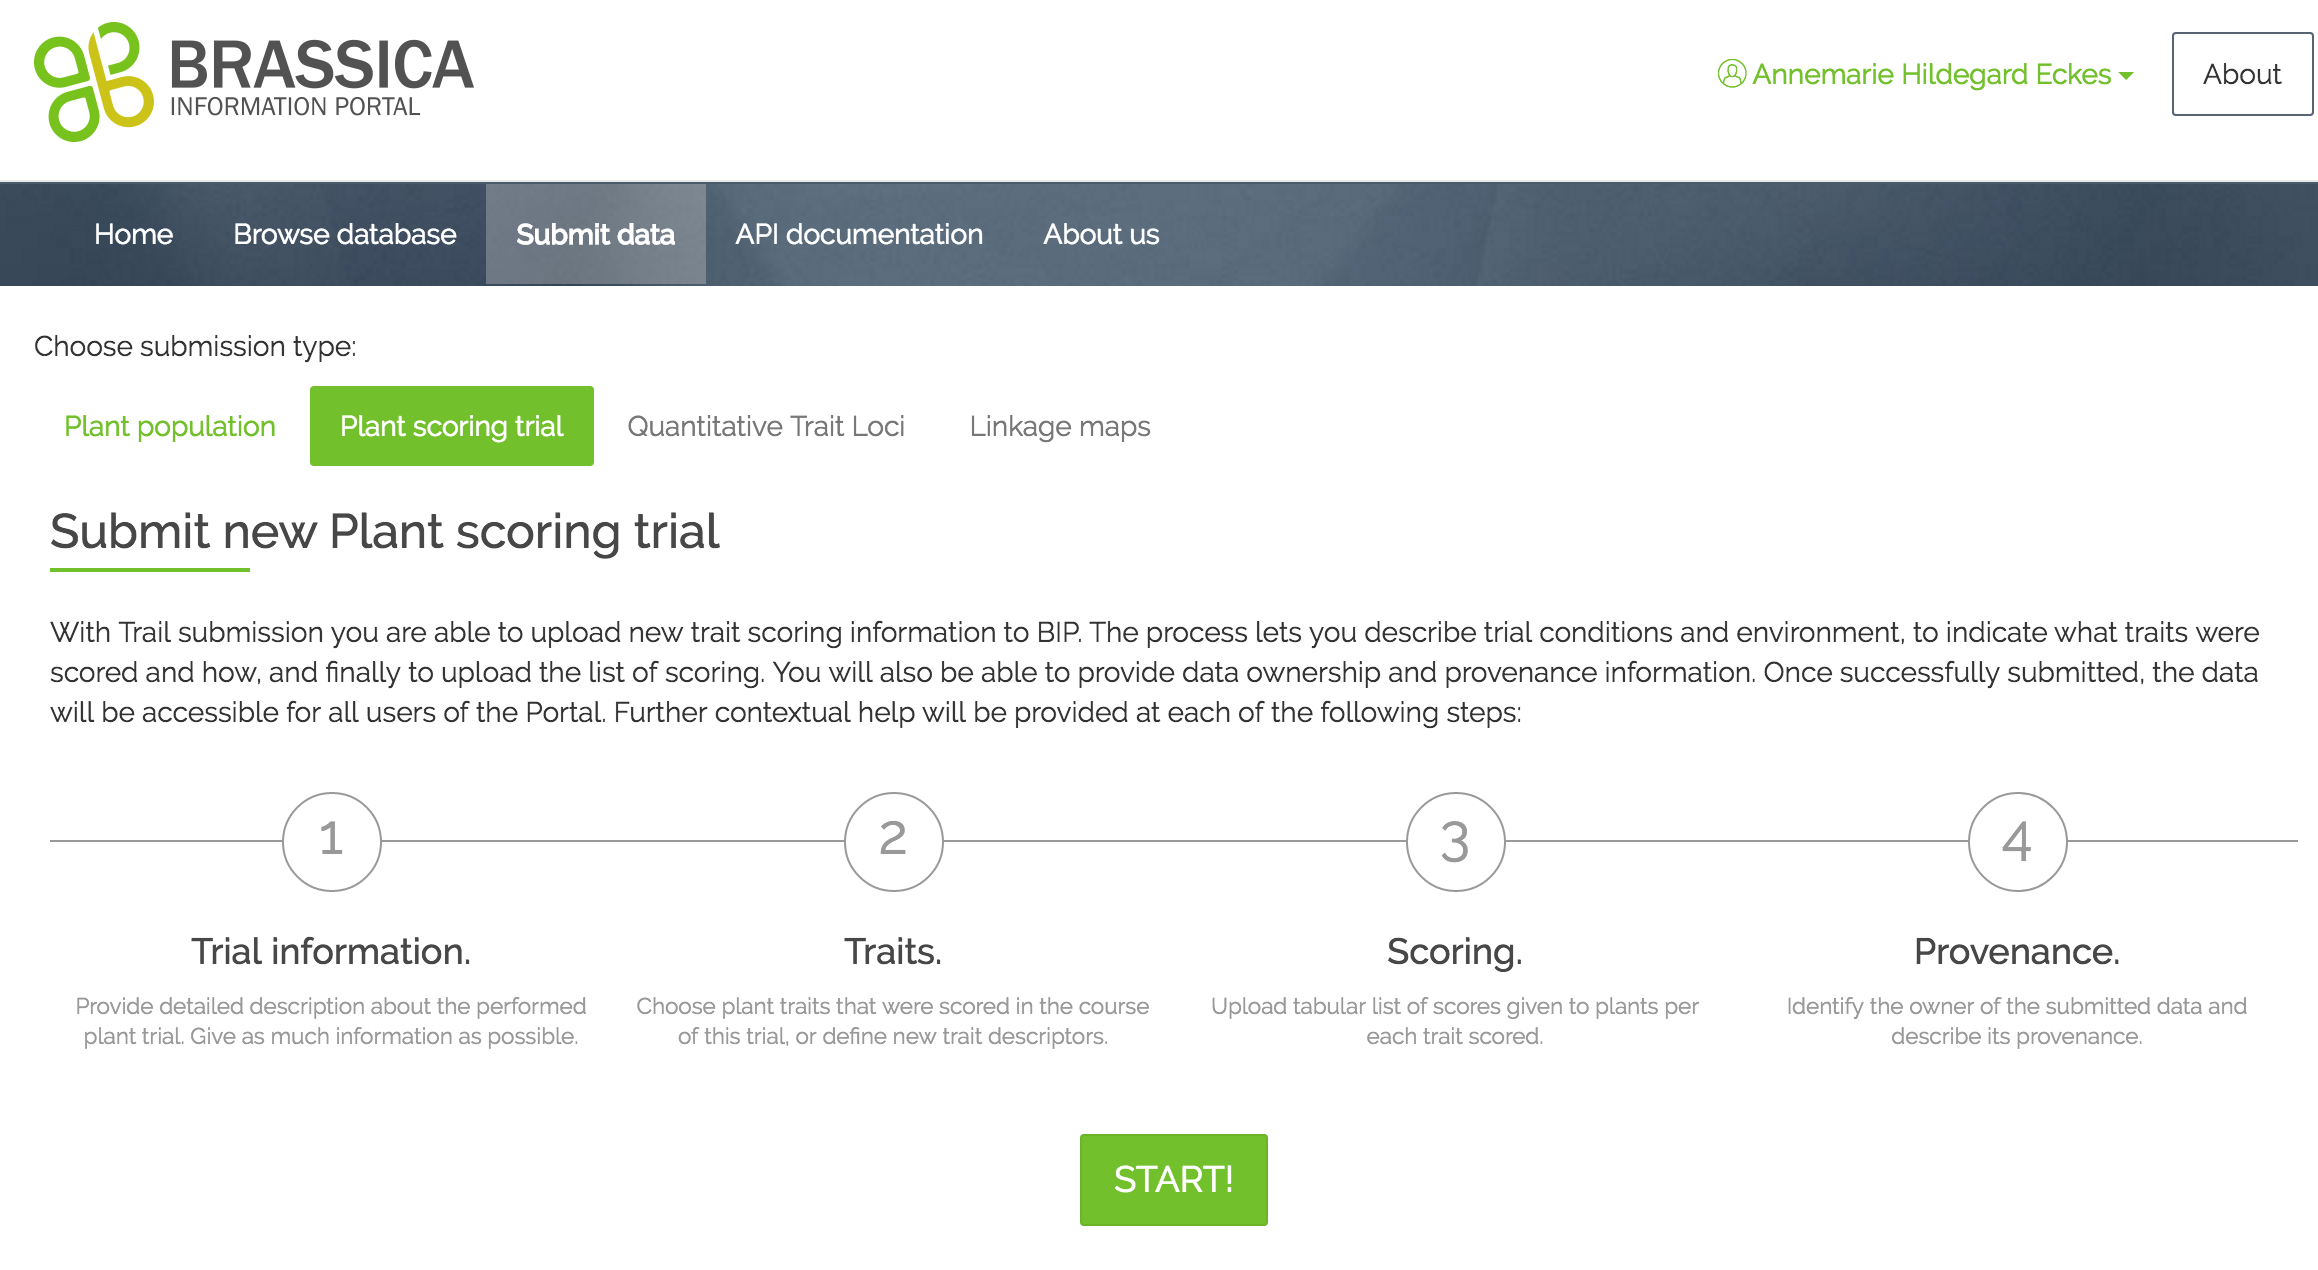 BRASSICA
INFORMATION PORTAL
Annemarie Hildegard Eckes
About
Home
Browse database
Submit data
API documentation
About us
Choose submission type:
Plant population
Plant scoring trial
Quantitative Trait Loci
Linkage maps
Submit new Plant scoring trial
With Trail submission you are able to upload new trait scoring information to BIP. The process lets you describe trial conditions and environment, to indicate what traits were
scored and how, and finally to upload the list of scoring. You will also be able to provide data ownership and provenance information. Once successfully submitted, the data
will be accessible for all users of the Portal. Further contextual help will be provided at each of the following steps:
1
Trial information.
Provide detailed description about the performed
plant trial. Give as much information as possible.
2
Traits.
Choose plant traits that were scored in the course
of this trial, or define new trait descriptors.
3
Scoring.
Upload tabular list of scores given to plants per
each trait scored.
4
Provenance.
Identify the owner of the submitted data and
describe its provenance.
START!